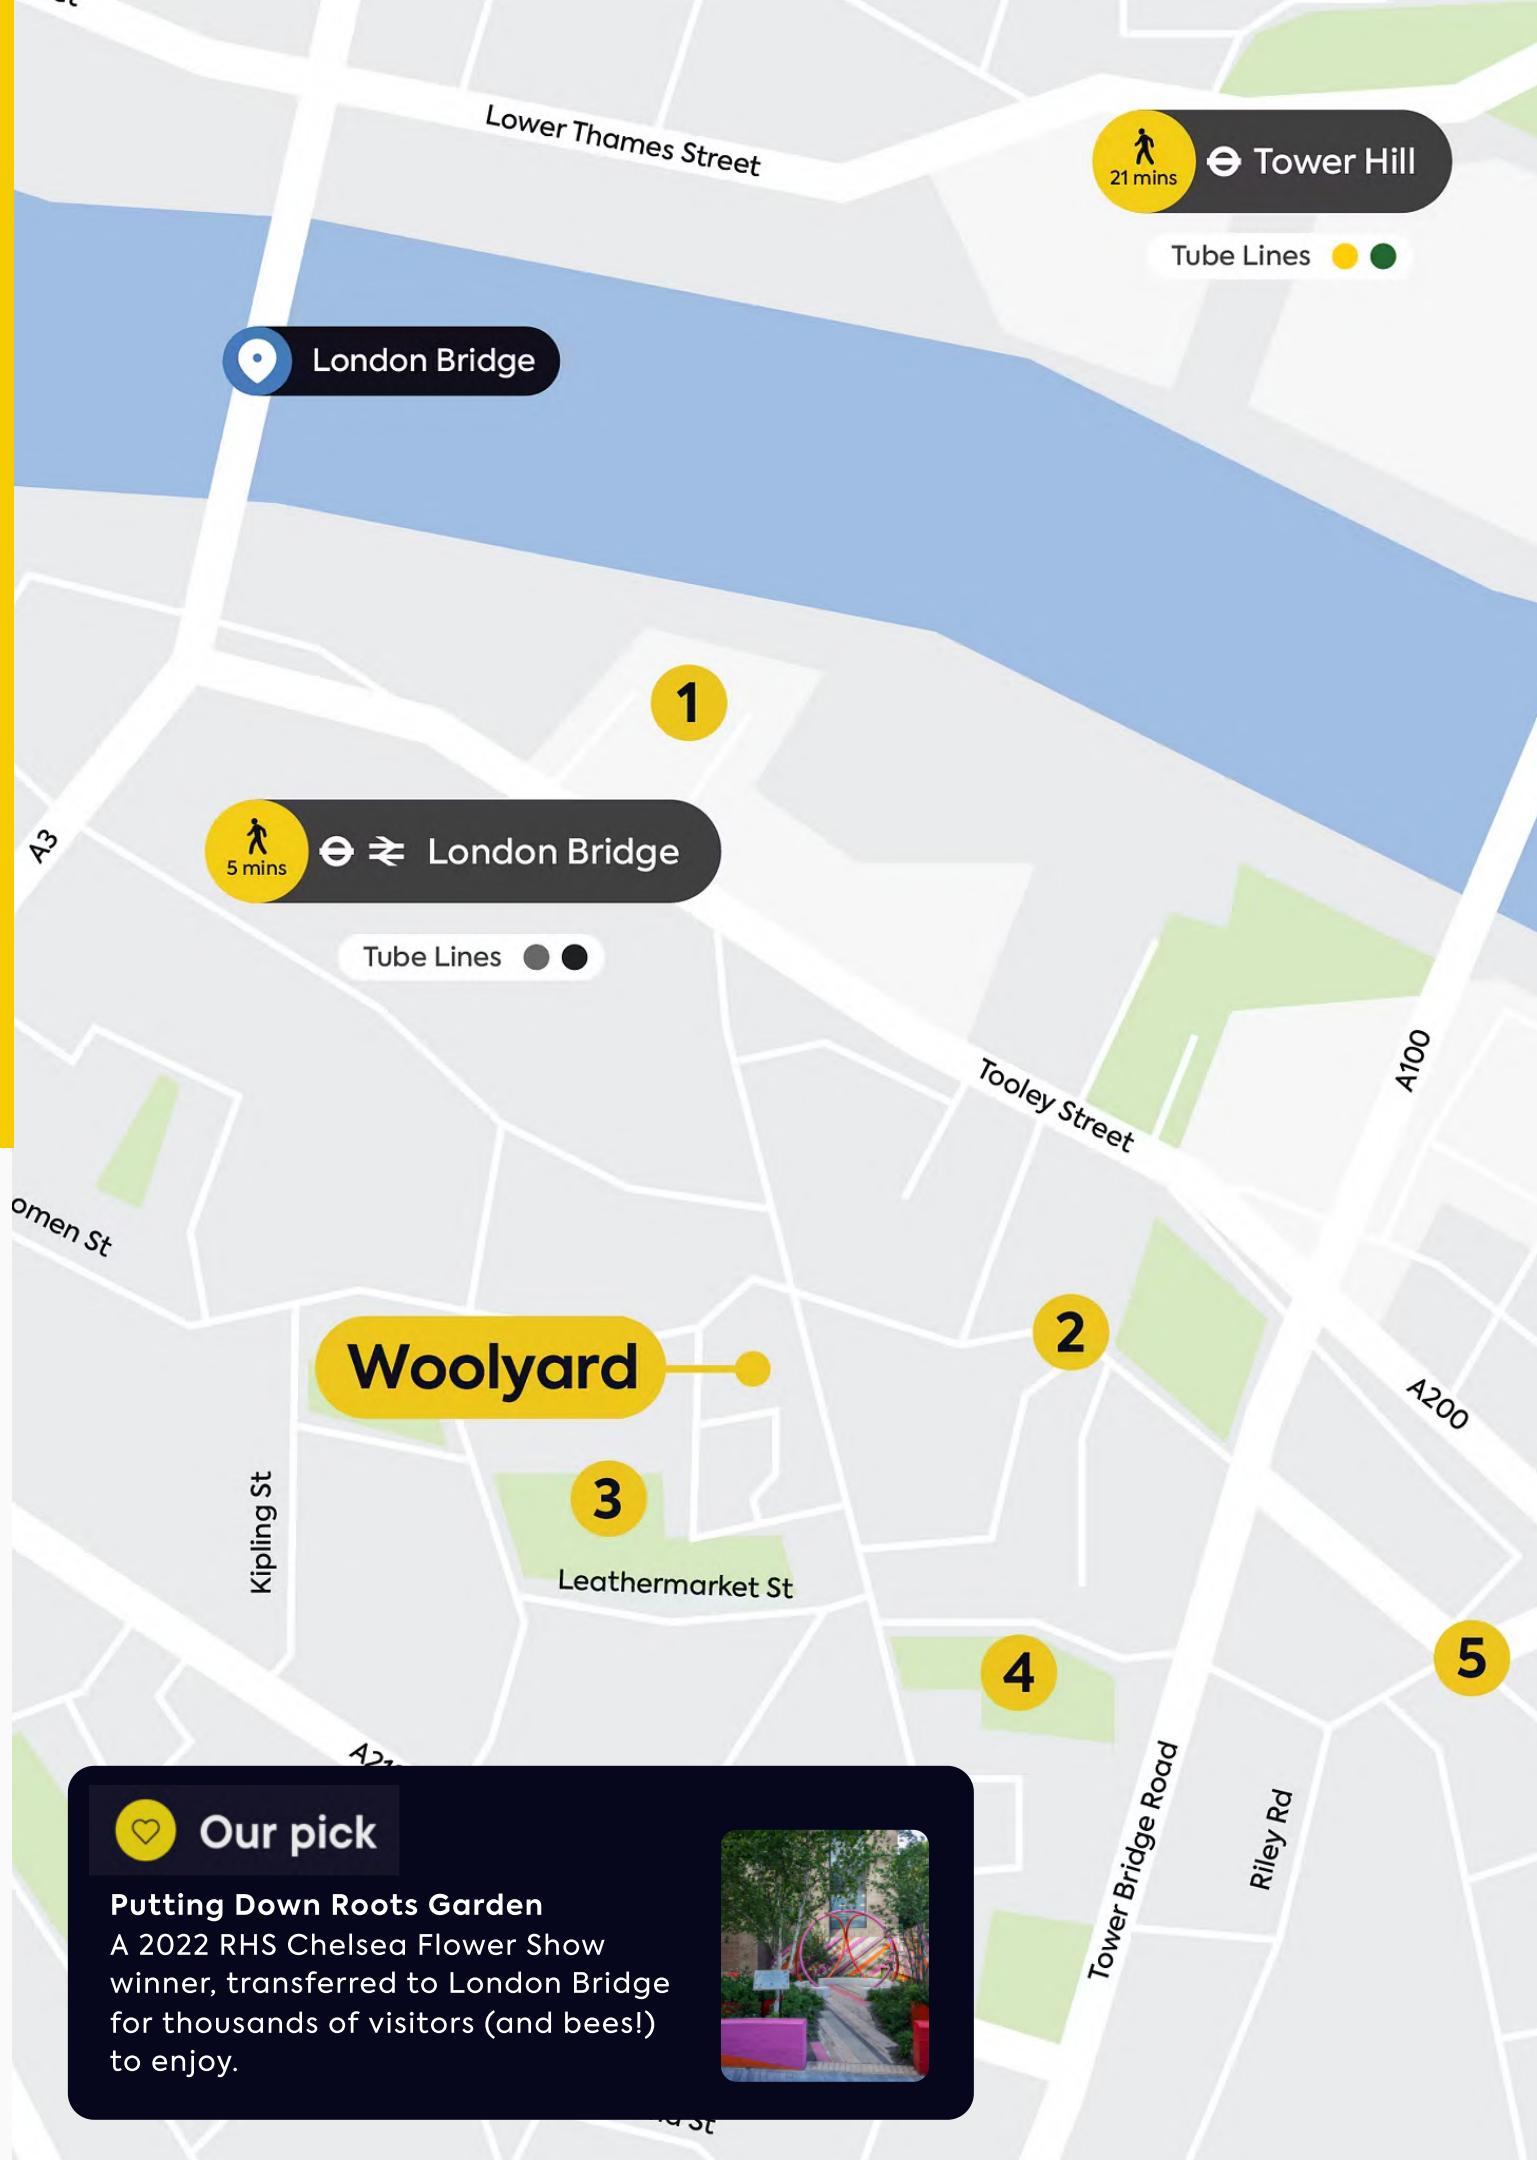 Lower Thames Street
21 mins
Tower Hill
Tube Lines
London Bridge
1
A3
5 mins
London Bridge
Tube Lines
A100
Tooley Street
omen St
2
Woolyard
A200
Kipling St
3
Leathermarket St
5
4
Tower Bridge Road
Riley Rd
Our pick
Putting Down Roots Garden
A 2022 RHS Chelsea Flower Show
winner, transferred to London Bridge
for thousands of visitors (and bees!)
to enjoy.
St